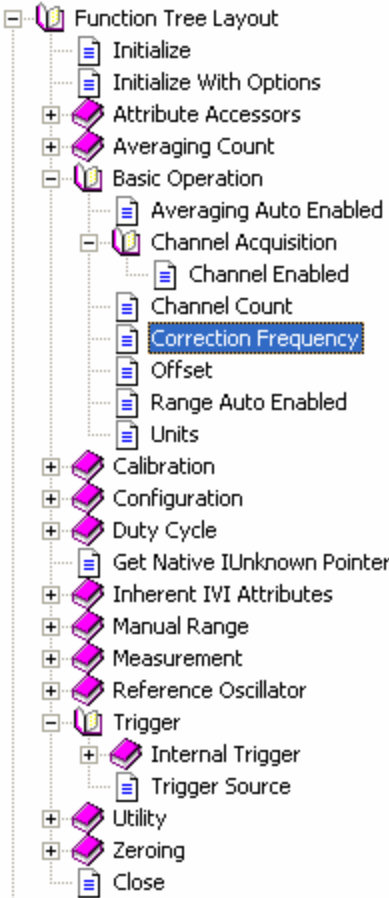 Function Tree Layout
Initialize
Initialize With Options
Attribute Accessors
Averaging Count
Basic Operation
Averaging Auto Enabled
Channel Acquisition
Channel Enabled
Channel Count
Correction Frequency
Offset
Range Auto Enabled
Units
Calibration
Configuration
Duty Cycle
Get Native IUnknown Pointer
Inherent IVI Attributes
Manual Range
Measurement
Reference Oscillator
Trigger
Internal Trigger
Trigger Source
Utility
Zeroing
Close